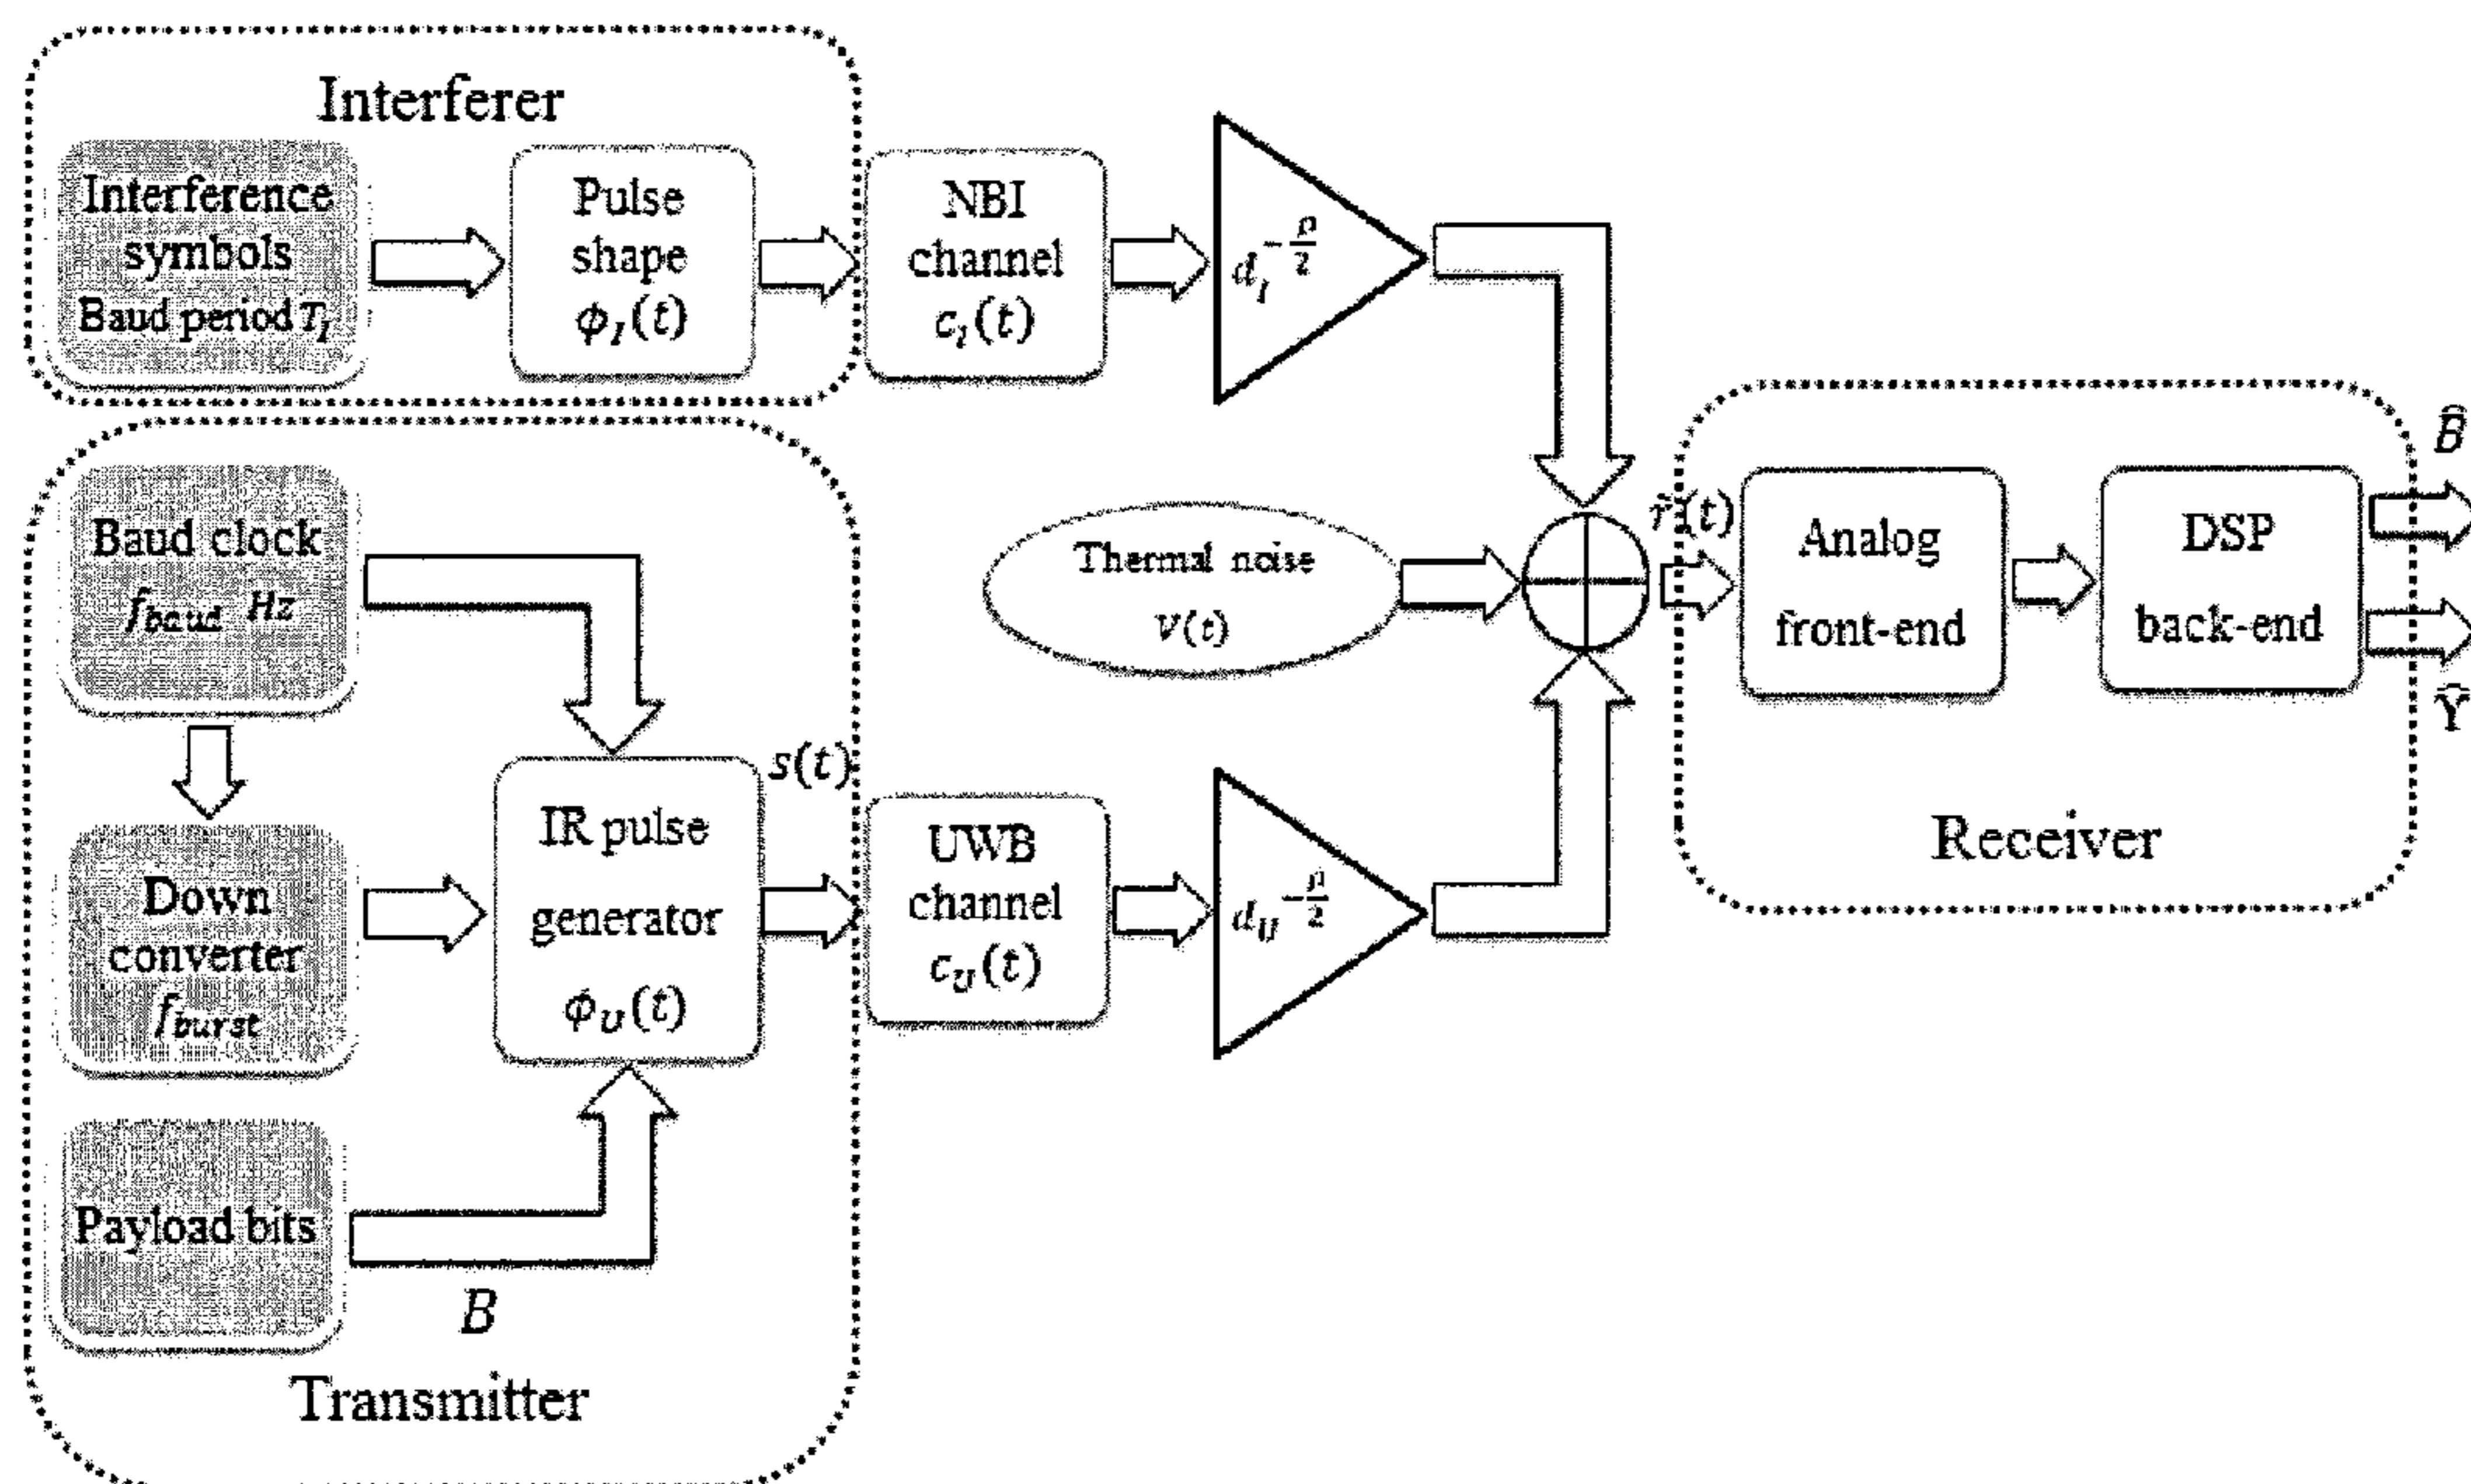 Interferer
Interference
symbols
Baud period T_I
Pulse
shape
ϕ_I(t)
NBI
channel
c_I(t)
d_I^{-ρ/2}
Baud clock
f_baud Hz
Down
converter
f_burst
Payload bits
B
IR pulse
generator
ϕ_U(t)
s(t)
UWB
channel
c_U(t)
d_U^{-ρ/2}
Thermal noise
V(t)
r(t)
Analog
front-end
DSP
back-end
B̂
Ŷ
Receiver
Transmitter